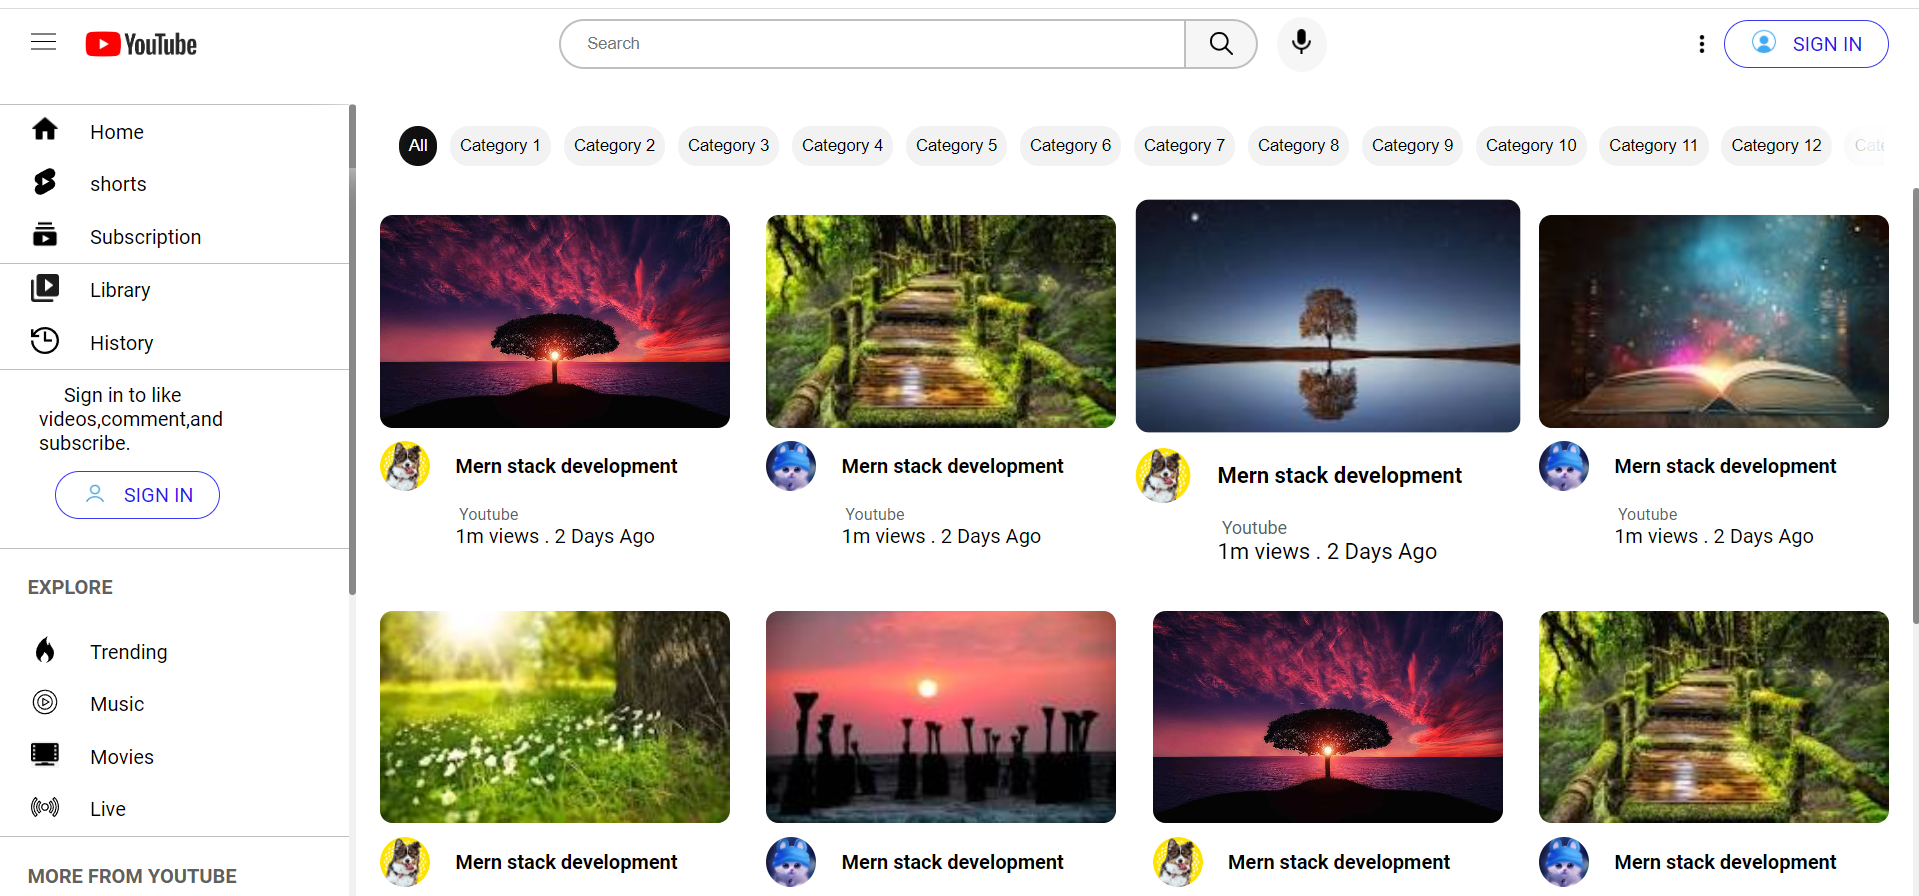 YouTube
Search
SIGN IN
Home
shorts
Subscription
Library
History
Sign in to like
videos,comment,and
subscribe.
SIGN IN
EXPLORE
Trending
Music
Movies
Live
MORE FROM YOUTUBE
All Category 1 Category 2 Category 3 Category 4 Category 5 Category 6 Category 7 Category 8 Category 9 Category 10 Category 11 Category 12 Cate
Mern stack development
Youtube
1m views . 2 Days Ago
Mern stack development
Youtube
1m views . 2 Days Ago
Mern stack development
Youtube
1m views . 2 Days Ago
Mern stack development
Youtube
1m views . 2 Days Ago
Mern stack development
Mern stack development
Mern stack development
Mern stack development